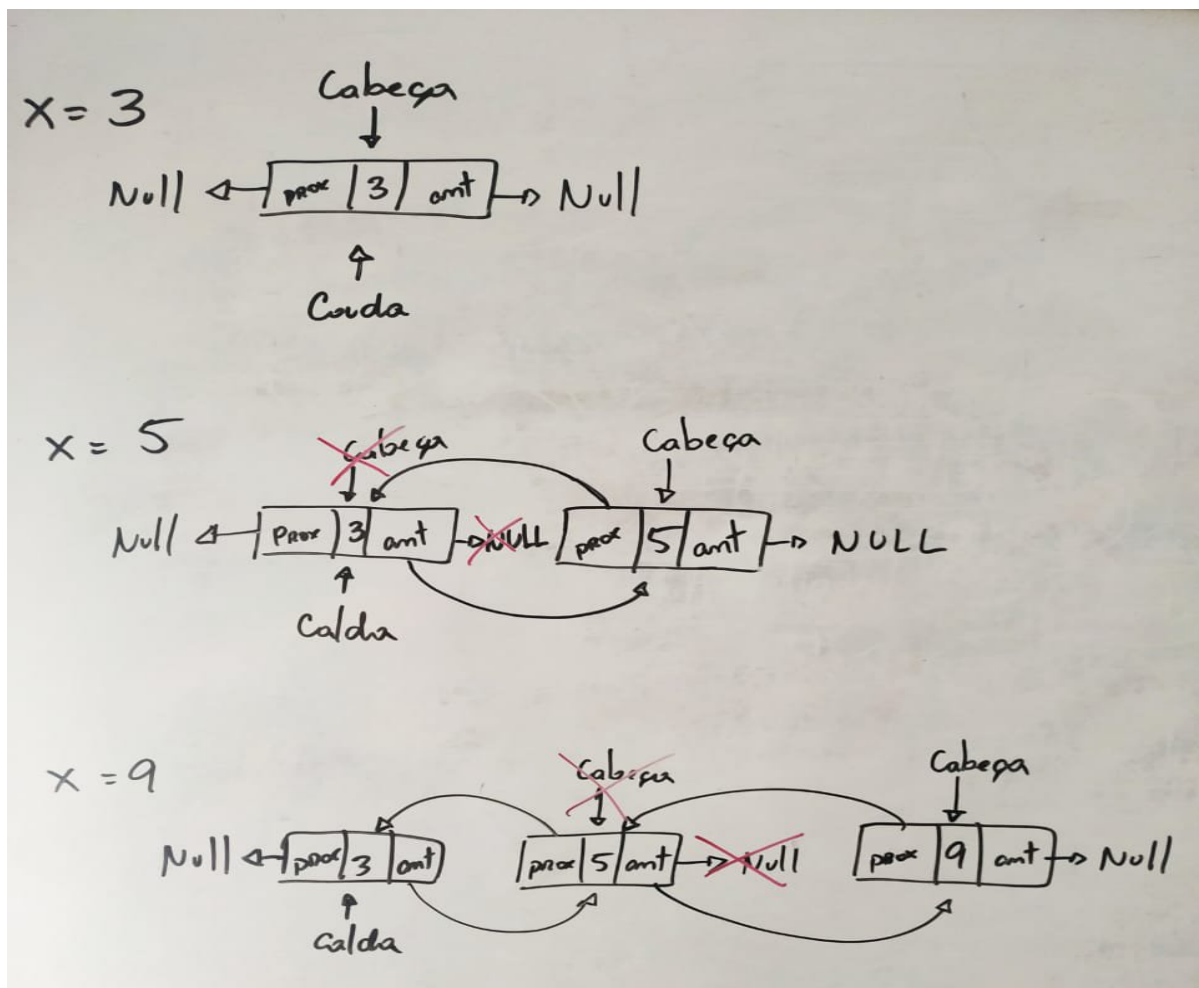 x = 3
Cabeça
Null prox 3 ant Null
Cauda
x = 5
Cabeça Cabeça
Null prox 3 ant NULL prox 5 ant NULL
Calda
x = 9
Cabeça Cabeça
Null prox 3 ant prox 5 ant Null prox 9 ant Null
Calda